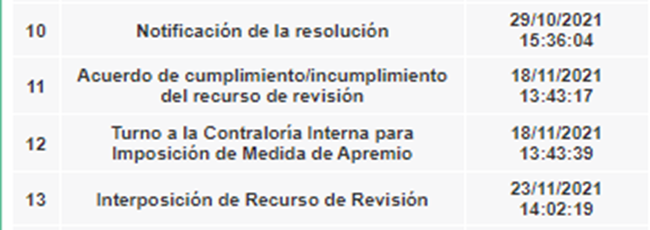 10 Notificación de la resolución 29/10/2021
15:36:04
11 Acuerdo de cumplimiento/incumplimiento 18/11/2021
del recurso de revisión 13:43:17
12 Turno a la Contraloría Interna para 18/11/2021
Imposición de Medida de Apremio 13:43:39
13 Interposición de Recurso de Revisión 23/11/2021
14:02:19